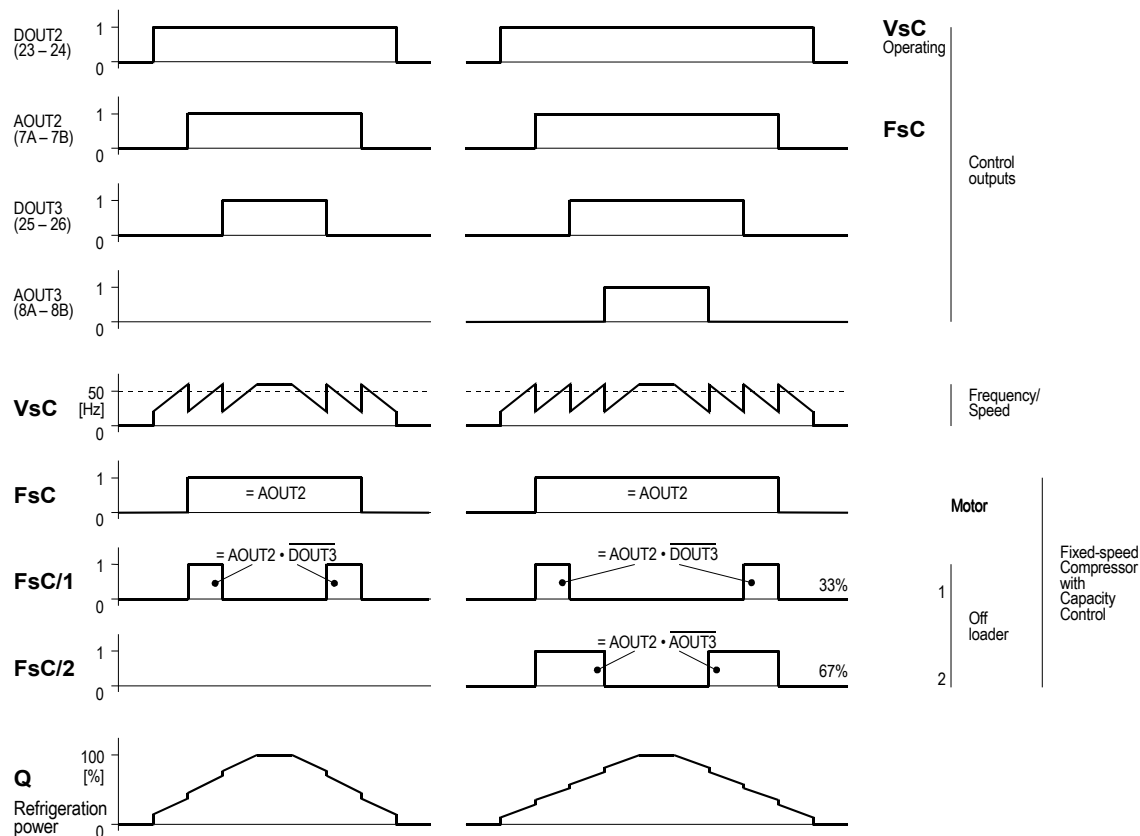 DOUT2
(23 – 24)
1
0
VsC
Operating
AOUT2
(7A – 7B)
1
0
FsC
Control
outputs
DOUT3
(25 – 26)
1
0
AOUT3
(8A – 8B)
1
0
VsC
50
[Hz]
0
Frequency/
Speed
FsC
1
0
= AOUT2
= AOUT2
Motor
FsC/1
1
0
= AOUT2 • D̅O̅U̅T̅3̅
= AOUT2 • D̅O̅U̅T̅3̅
33%
1
Off
loader
Fixed-speed
Compressor
with
Capacity
Control
FsC/2
1
0
= AOUT2 • A̅O̅U̅T̅3̅
67%
2
Q
Refrigeration
power
100
[%]
0